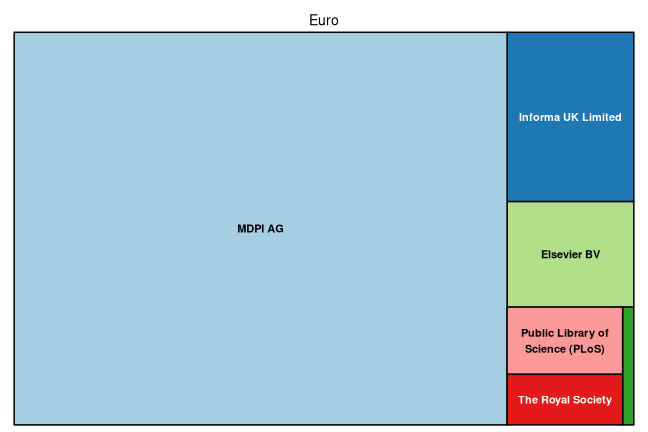 Euro
MDPI AG
Informa UK Limited
Elsevier BV
Public Library of
Science (PLoS)
The Royal Society